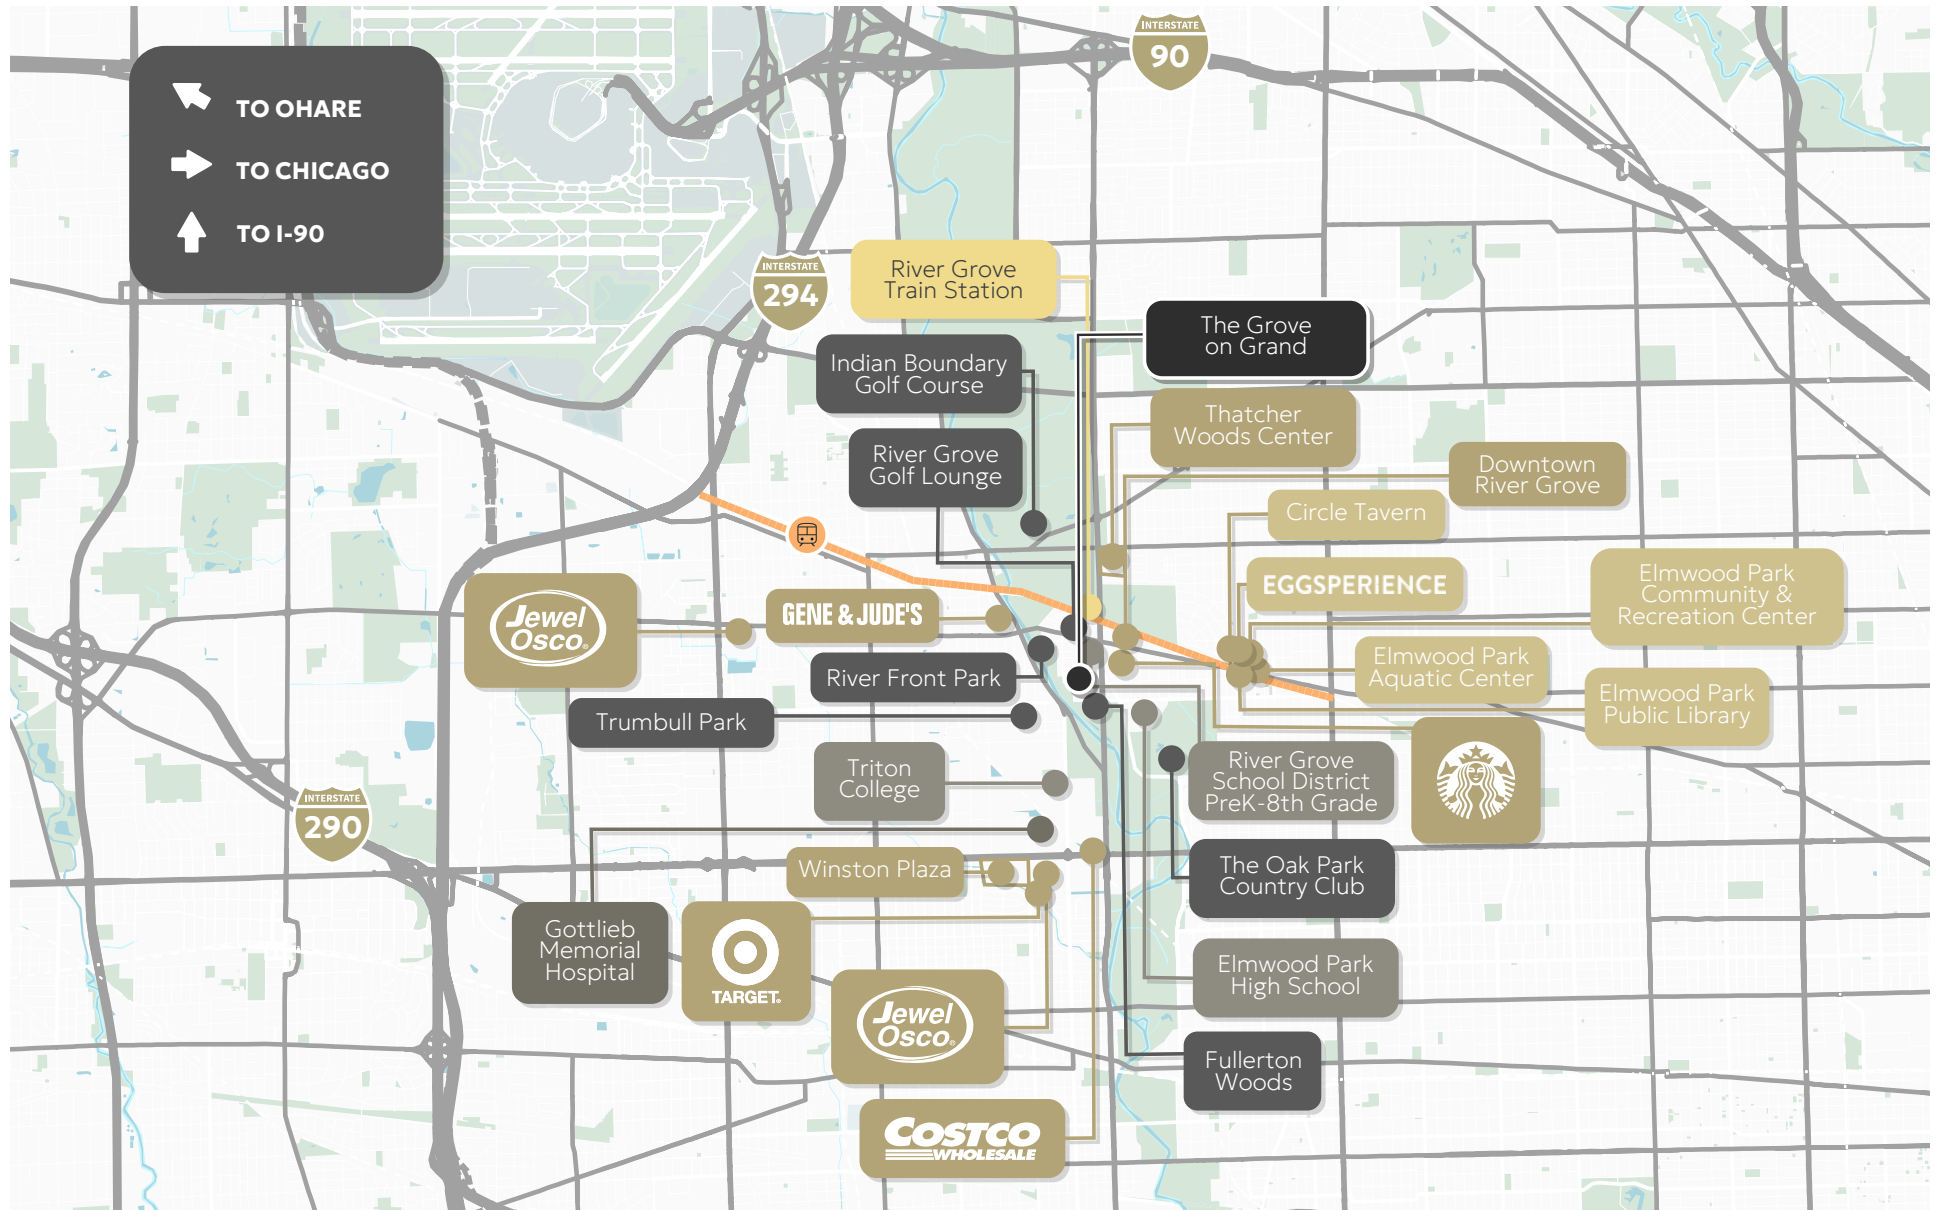 INTERSTATE
90
TO OHARE
TO CHICAGO
TO I-90
INTERSTATE
294
River Grove
Train Station
The Grove
on Grand
Indian Boundary
Golf Course
Thatcher
Woods Center
River Grove
Golf Lounge
Downtown
River Grove
Circle Tavern
EGGSPERIENCE
Elmwood Park
Community &
Recreation Center
Jewel
Osco®
GENE & JUDE'S
River Front Park
Elmwood Park
Aquatic Center
Elmwood Park
Public Library
Trumbull Park
Triton
College
River Grove
School District
PreK-8th Grade
INTERSTATE
290
Winston Plaza
The Oak Park
Country Club
Gottlieb
Memorial
Hospital
TARGET®
Elmwood Park
High School
Jewel
Osco®
Fullerton
Woods
COSTCO
WHOLESALE